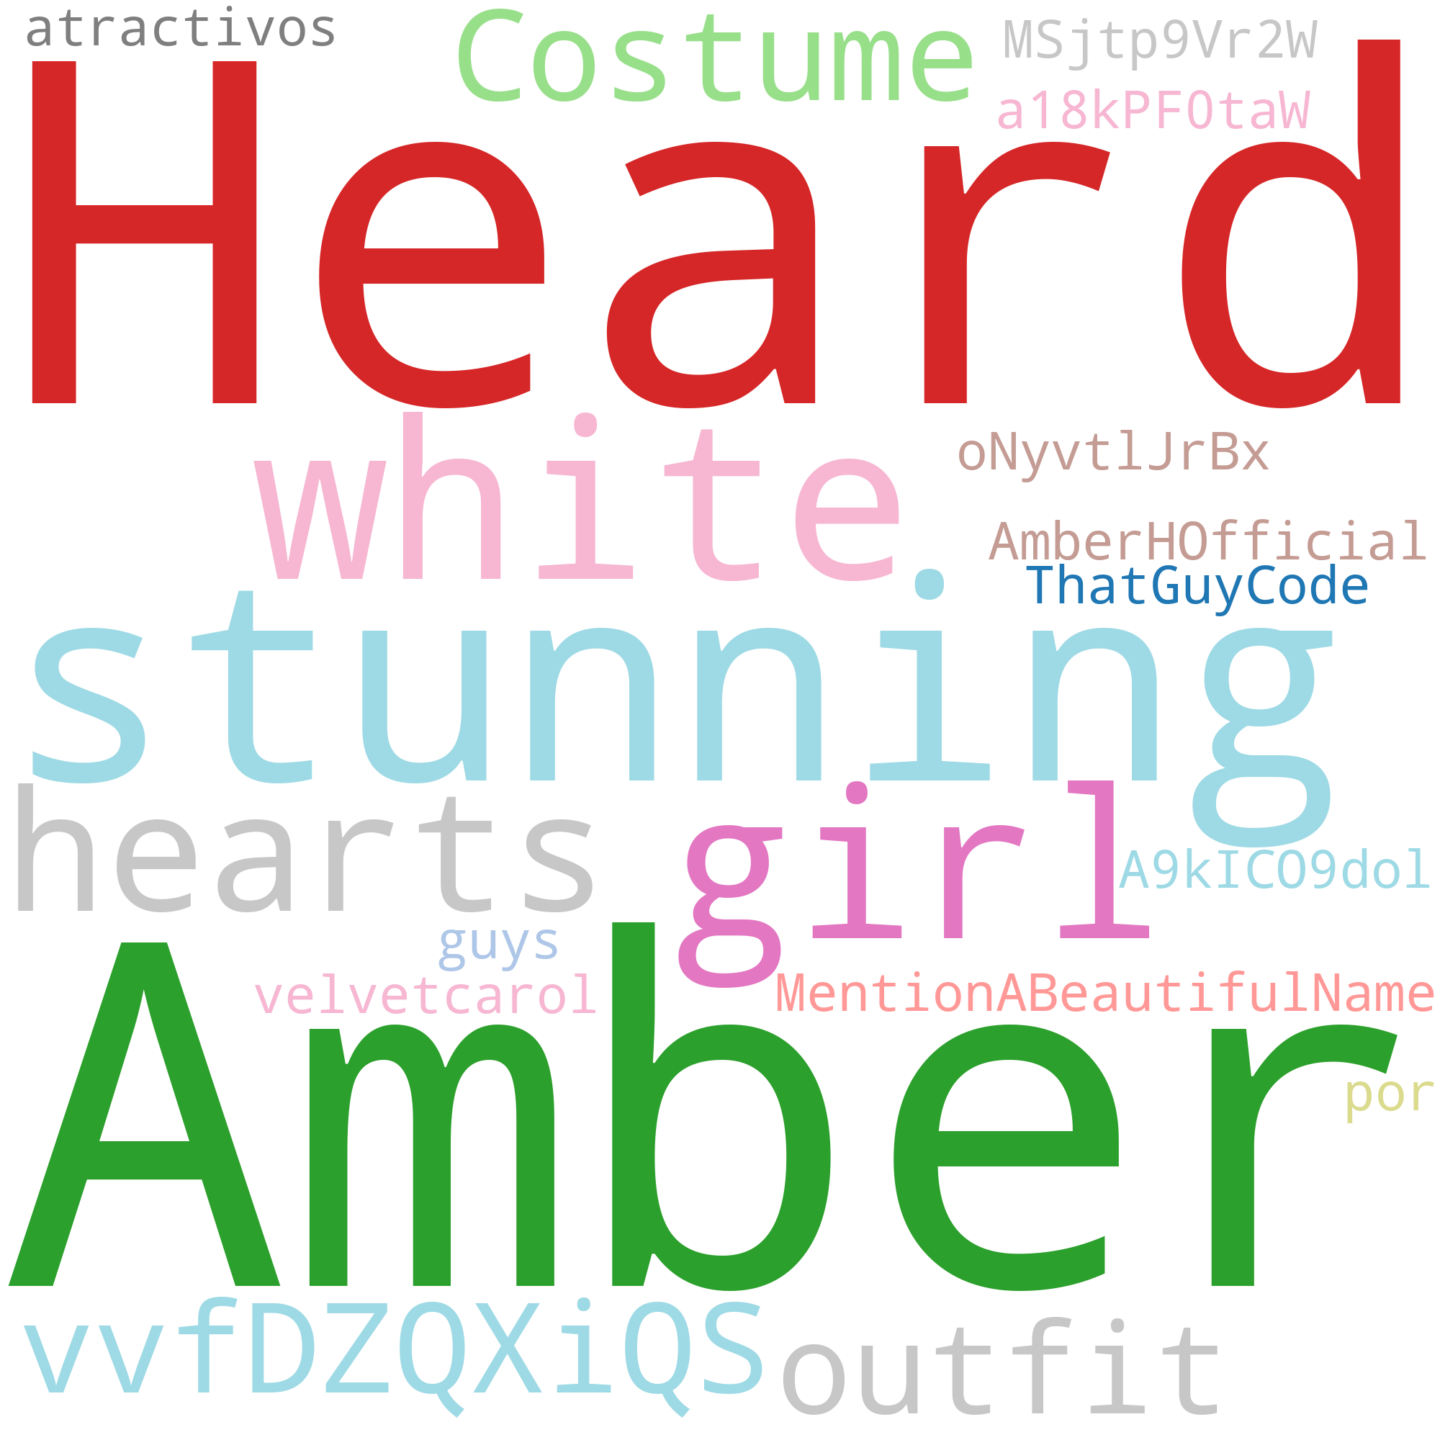 atractivos
Costume
MSjtp9Vr2W
a18kPF0taW
Heard
white
oNyvtlJrBx
AmberHOfficial
ThatGuyCode
stunning
hearts
girl
A9kICO9dol
guys
velvetcarol
MentionABeautifulName
Amber
por
vvfDZQXiQS
outfit